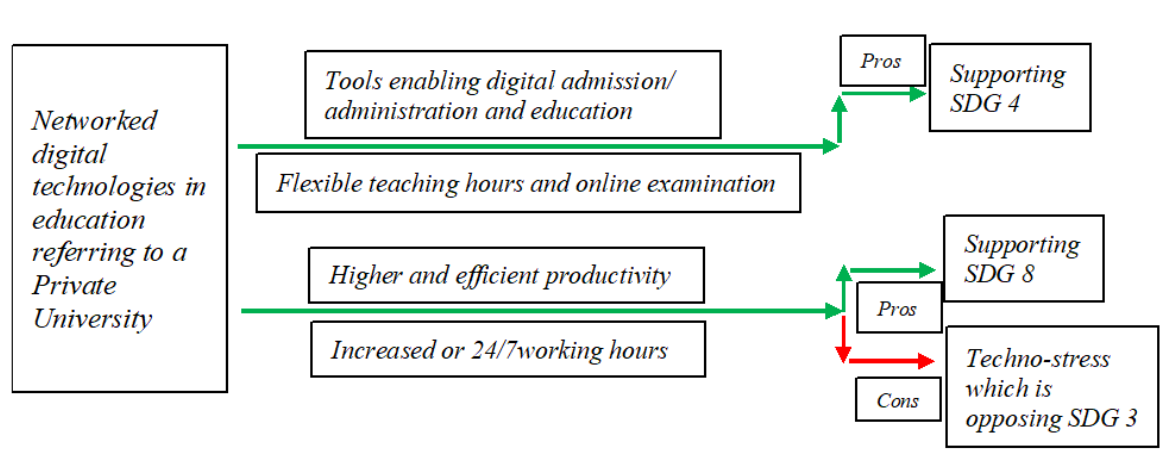 Networked
digital
technologies in
education
referring to a
Private
University
Tools enabling digital admission/
administration and education
Flexible teaching hours and online examination
Pros
Supporting
SDG 4
Higher and efficient productivity
Increased or 24/7working hours
Supporting
SDG 8
Pros
Cons
Techno-stress
which is
opposing SDG 3